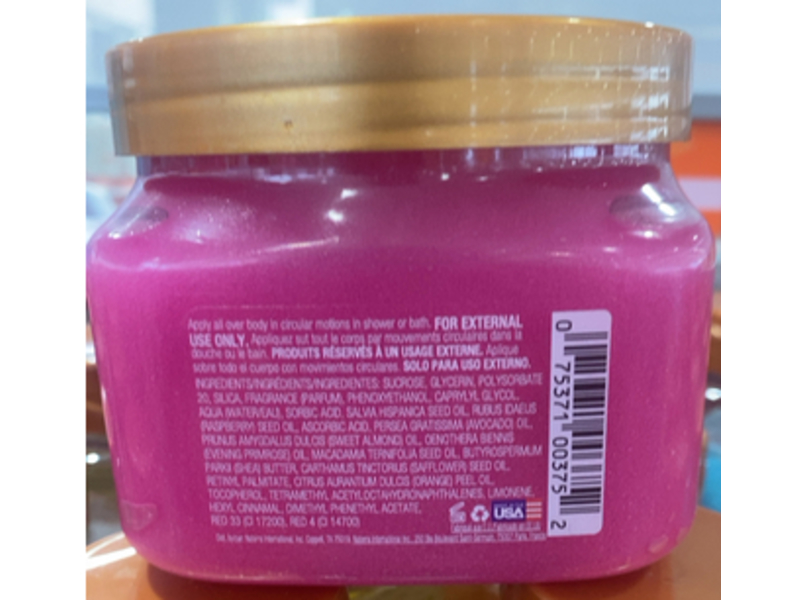 Apply all over body in circular motions in shower or bath. FOR EXTERNAL
USE ONLY. Appliquez sut tout le corps par mouvements circulaires dans la
douche ou le bain. PRODUITS RÉSERVÉS À UN USAGE EXTERNE. Aplique
sobre todo el cuerpo con movimientos circulares. SOLO PARA USO EXTERNO.
INGREDIENTS/INGRÉDIENTS/INGREDIENTES: SUCROSE, GLYCERIN, POLYSORBATE
20, SILICA, FRAGRANCE (PARFUM), PHENOXYETHANOL, CAPRYLYL GLYCOL,
AQUA (WATER/EAU), SORBIC ACID, SALVIA HISPANICA SEED OIL, RUBUS IDAEUS
(RASPBERRY) SEED OIL, ASCORBIC ACID, PERSEA GRATISSIMA (AVOCADO) OIL,
PRUNUS AMYGDALUS DULCIS (SWEET ALMOND) OIL, OENOTHERA BIENNIS
(EVENING PRIMROSE) OIL, MACADAMIA TERNIFOLIA SEED OIL, BUTYROSPERMUM
PARKII (SHEA) BUTTER, CARTHAMUS TINCTORIUS (SAFFLOWER) SEED OIL,
RETINYL PALMITATE, CITRUS AURANTIUM DULCIS (ORANGE) PEEL OIL,
TOCOPHEROL, TETRAMETHYL ACETYLOCTAHYDRONAPHTHALENES, LIMONENE,
HEXYL CINNAMAL, DIMETHYL PHENETHYL ACETATE,
RED 33 (CI 17200), RED 4 (CI 14700)
USA
0 75371 00375 2